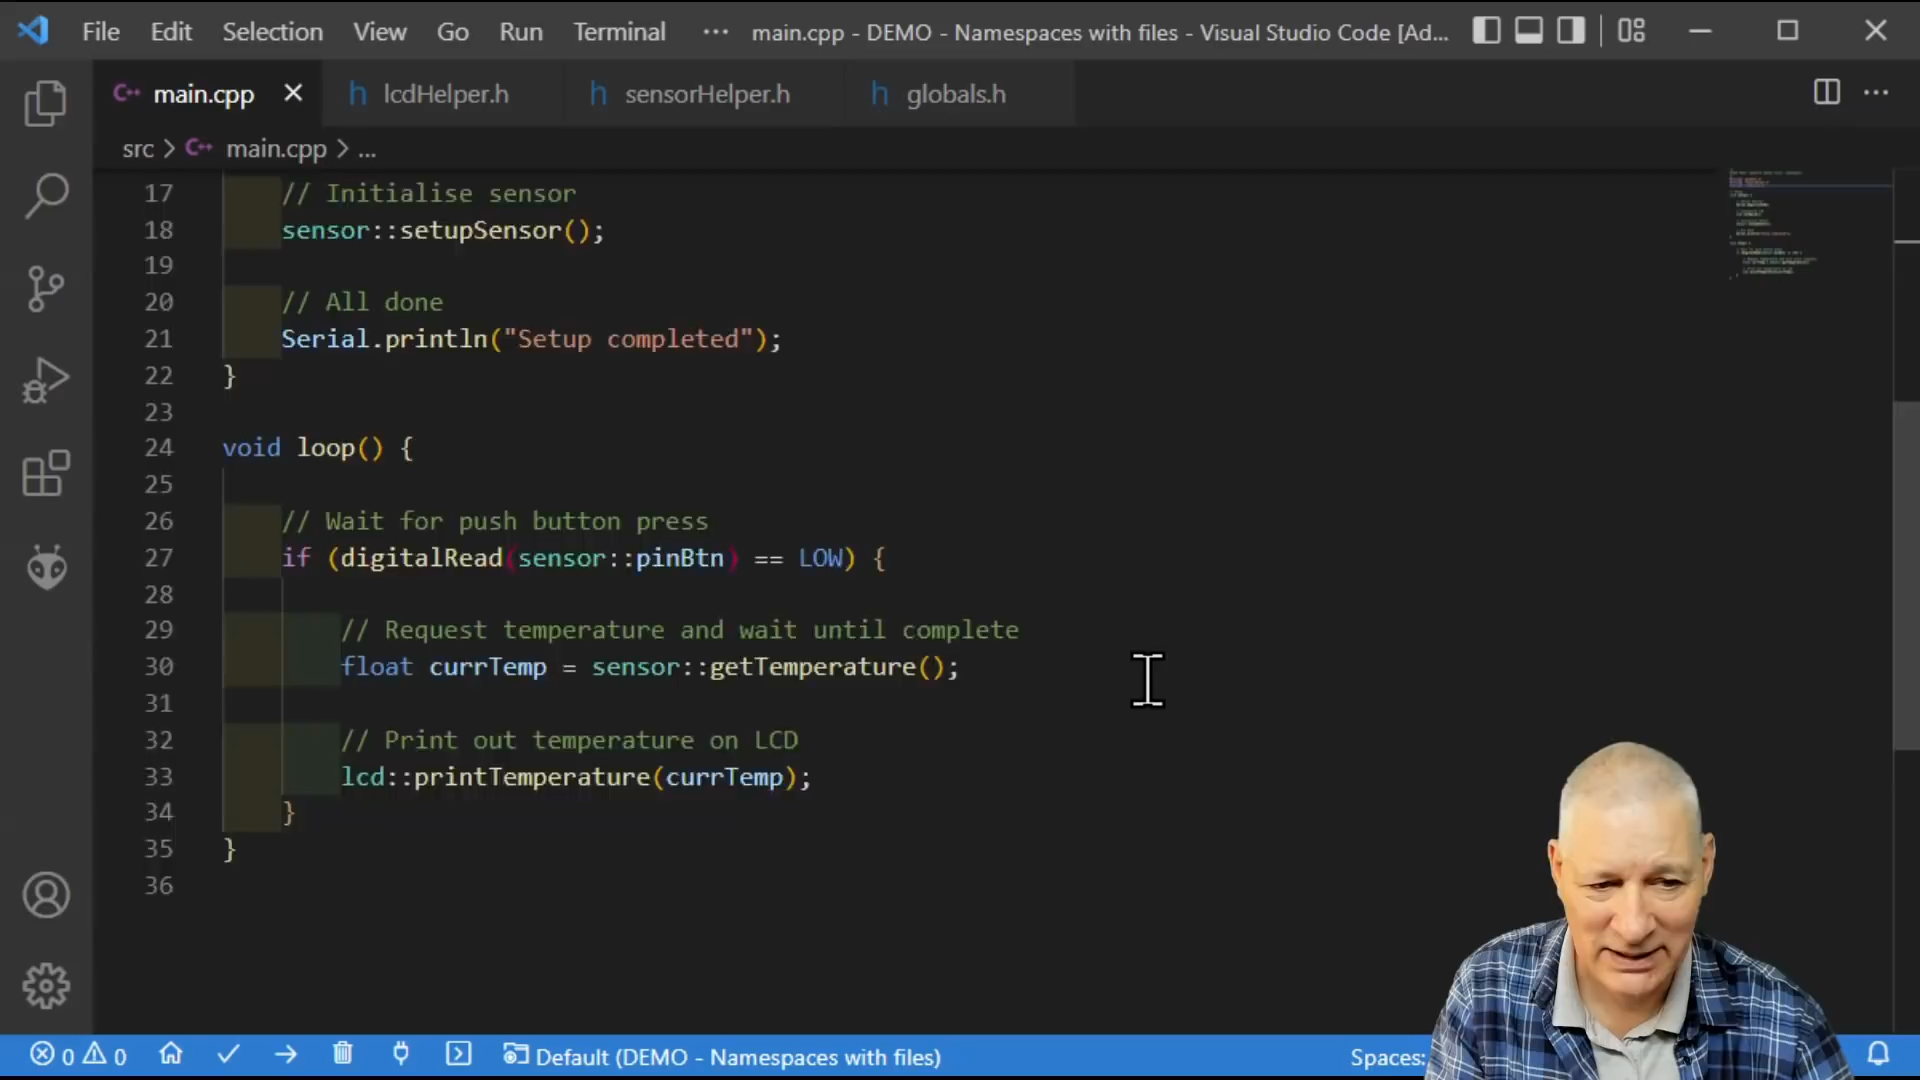 File Edit Selection View Go Run Terminal ··· main.cpp - DEMO - Namespaces with files - Visual Studio Code [Ad...
main.cpp lcdHelper.h sensorHelper.h globals.h
src > main.cpp > ...
17 // Initialise sensor
18 sensor::setupSensor();
19
20 // All done
21 Serial.println("Setup completed");
22 }
23
24 void loop() {
25
26 // Wait for push button press
27 if (digitalRead(sensor::pinBtn) == LOW) {
28
29 // Request temperature and wait until complete
30 float currTemp = sensor::getTemperature();
31
32 // Print out temperature on LCD
33 lcd::printTemperature(currTemp);
34 }
35 }
36
0 0 Default (DEMO - Namespaces with files) Spaces: